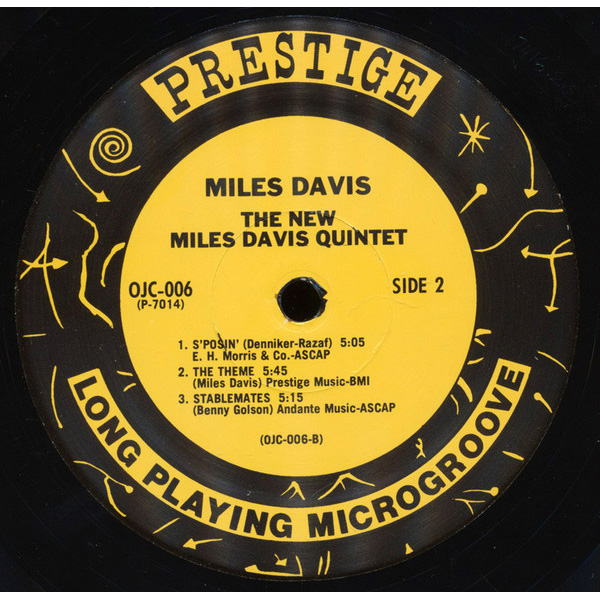 PRESTIGE
MILES DAVIS
THE NEW
MILES DAVIS QUINTET
OJC-006
(P-7014)
SIDE 2
1. S'POSIN' (Denniker-Razaf) 5:05
E. H. Morris & Co.-ASCAP
2. THE THEME 5:45
(Miles Davis) Prestige Music-BMI
3. STABLEMATES 5:15
(Benny Golson) Andante Music-ASCAP
(OJC-006-B)
LONG PLAYING MICROGROOVE